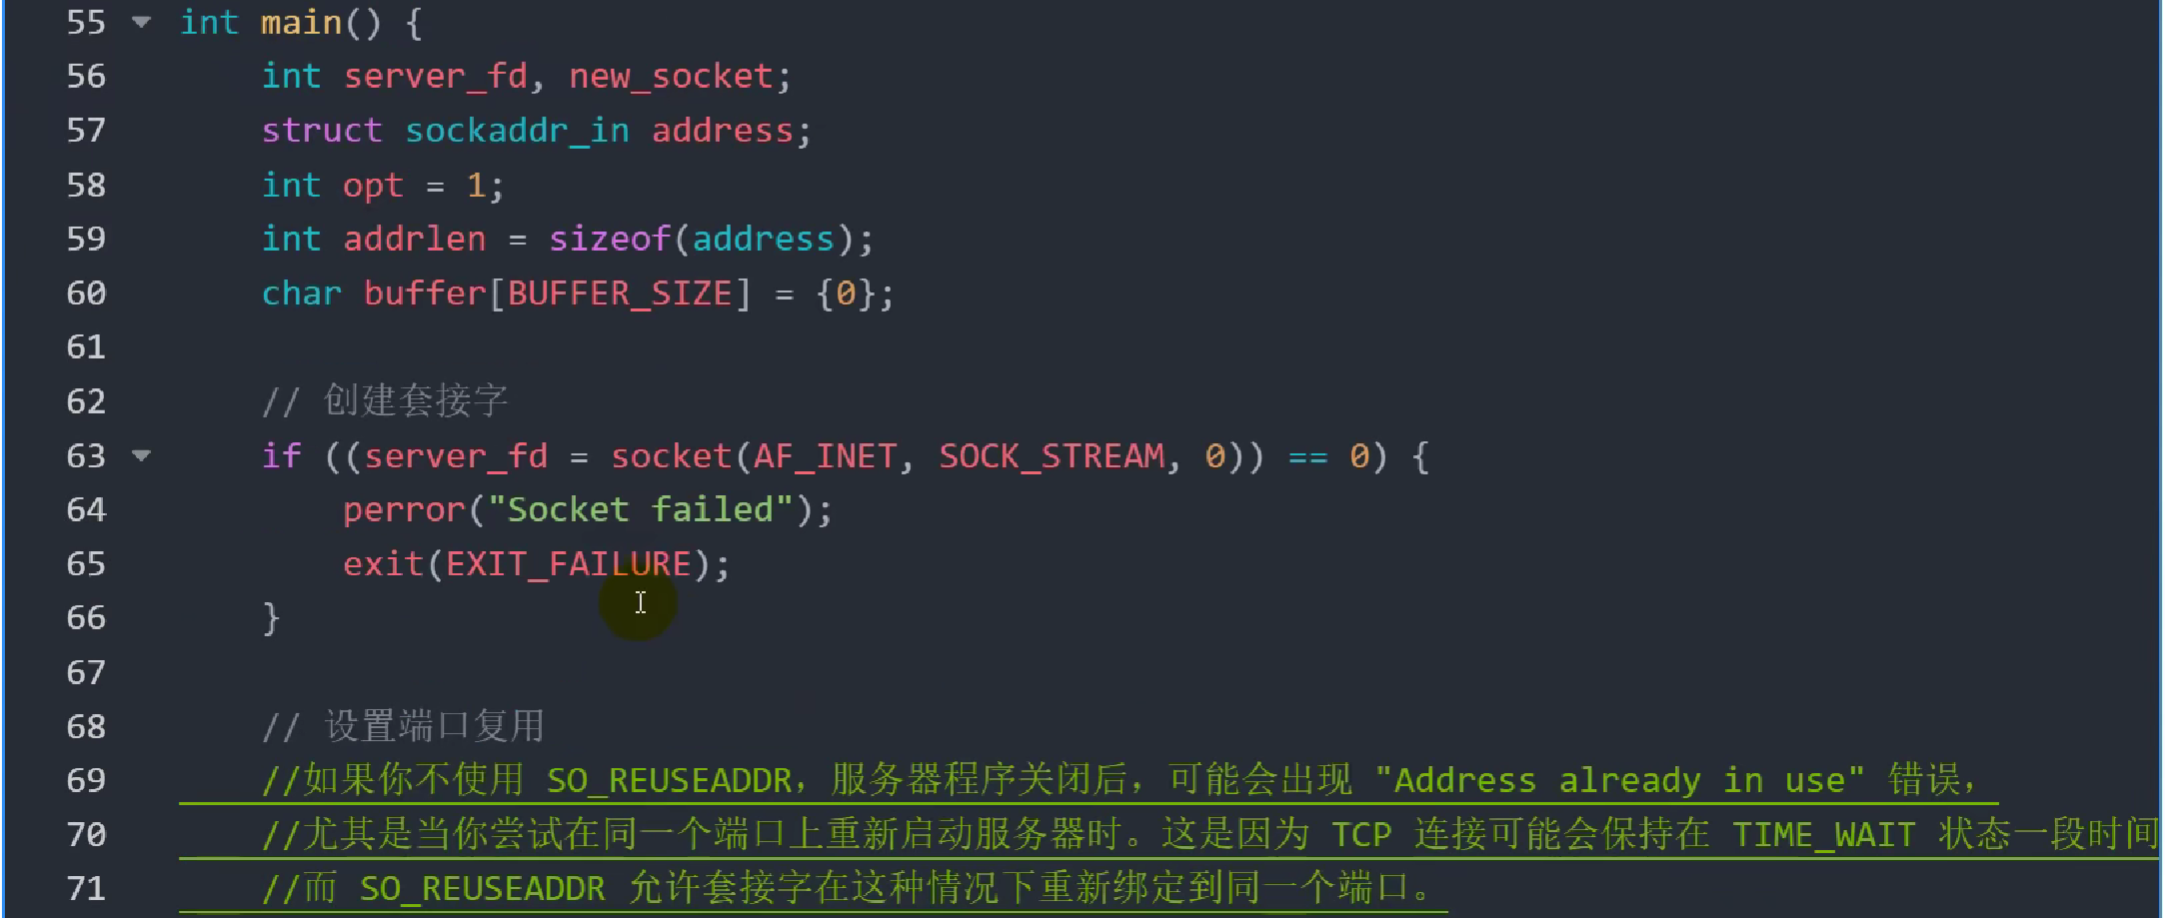 55 int main() {
56 int server_fd, new_socket;
57 struct sockaddr_in address;
58 int opt = 1;
59 int addrlen = sizeof(address);
60 char buffer[BUFFER_SIZE] = {0};
61
62 // 创建套接字
63 if ((server_fd = socket(AF_INET, SOCK_STREAM, 0)) == 0) {
64 perror("Socket failed");
65 exit(EXIT_FAILURE);
66 }
67
68 // 设置端口复用
69 //如果你不使用 SO_REUSEADDR，服务器程序关闭后，可能会出现 "Address already in use" 错误，
70 //尤其是当你尝试在同一个端口上重新启动服务器时。这是因为 TCP 连接可能会保持在 TIME_WAIT 状态一段时间
71 //而 SO_REUSEADDR 允许套接字在这种情况下重新绑定到同一个端口。